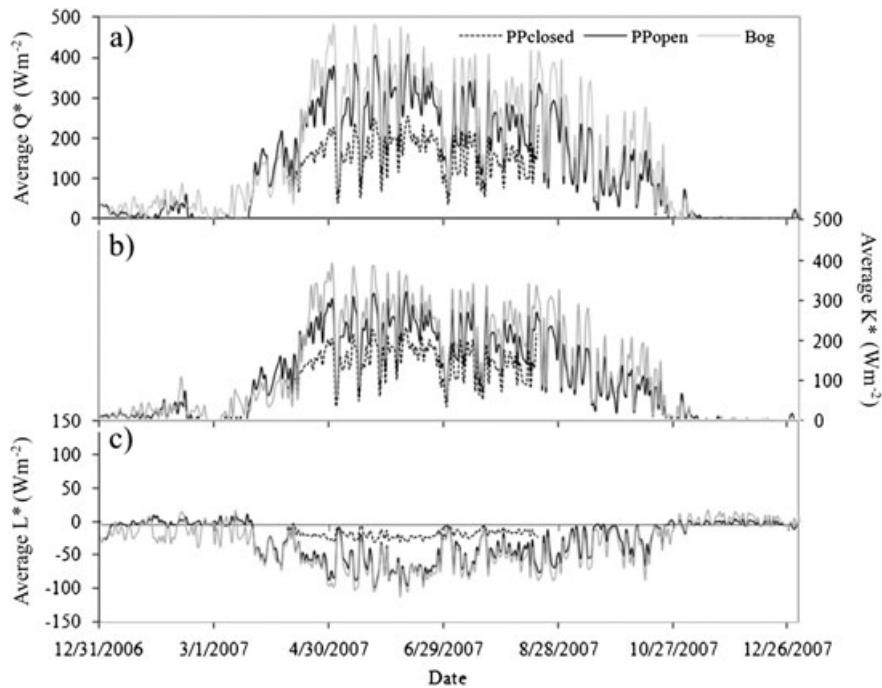 a)
PPclosed PPopen Bog
Average Q* (Wm⁻²)
500
400
300
200
100
0
b)
Average K* (Wm⁻²)
500
400
300
200
100
0
c)
Average L* (Wm⁻²)
150
100
50
0
-50
-100
-150
12/31/2006 3/1/2007 4/30/2007 6/29/2007 8/28/2007 10/27/2007 12/26/2007
Date